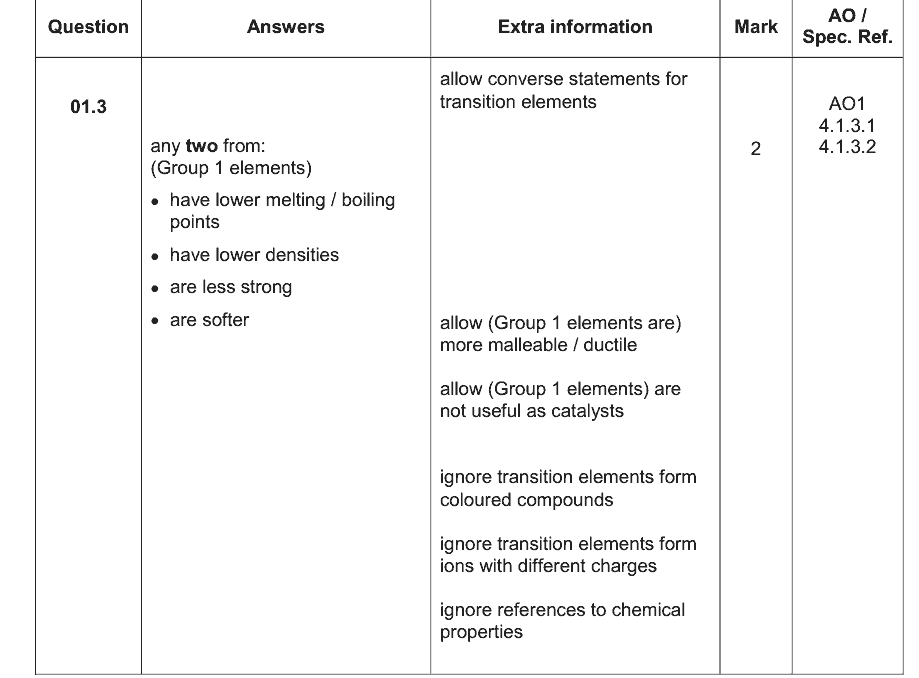 Question Answers Extra information Mark AO / Spec. Ref.
allow converse statements for
transition elements
01.3
any two from:
(Group 1 elements)
• have lower melting / boiling
points
• have lower densities
• are less strong
• are softer
allow (Group 1 elements are)
more malleable / ductile
allow (Group 1 elements) are
not useful as catalysts
ignore transition elements form
coloured compounds
ignore transition elements form
ions with different charges
ignore references to chemical
properties
2
AO1
4.1.3.1
4.1.3.2